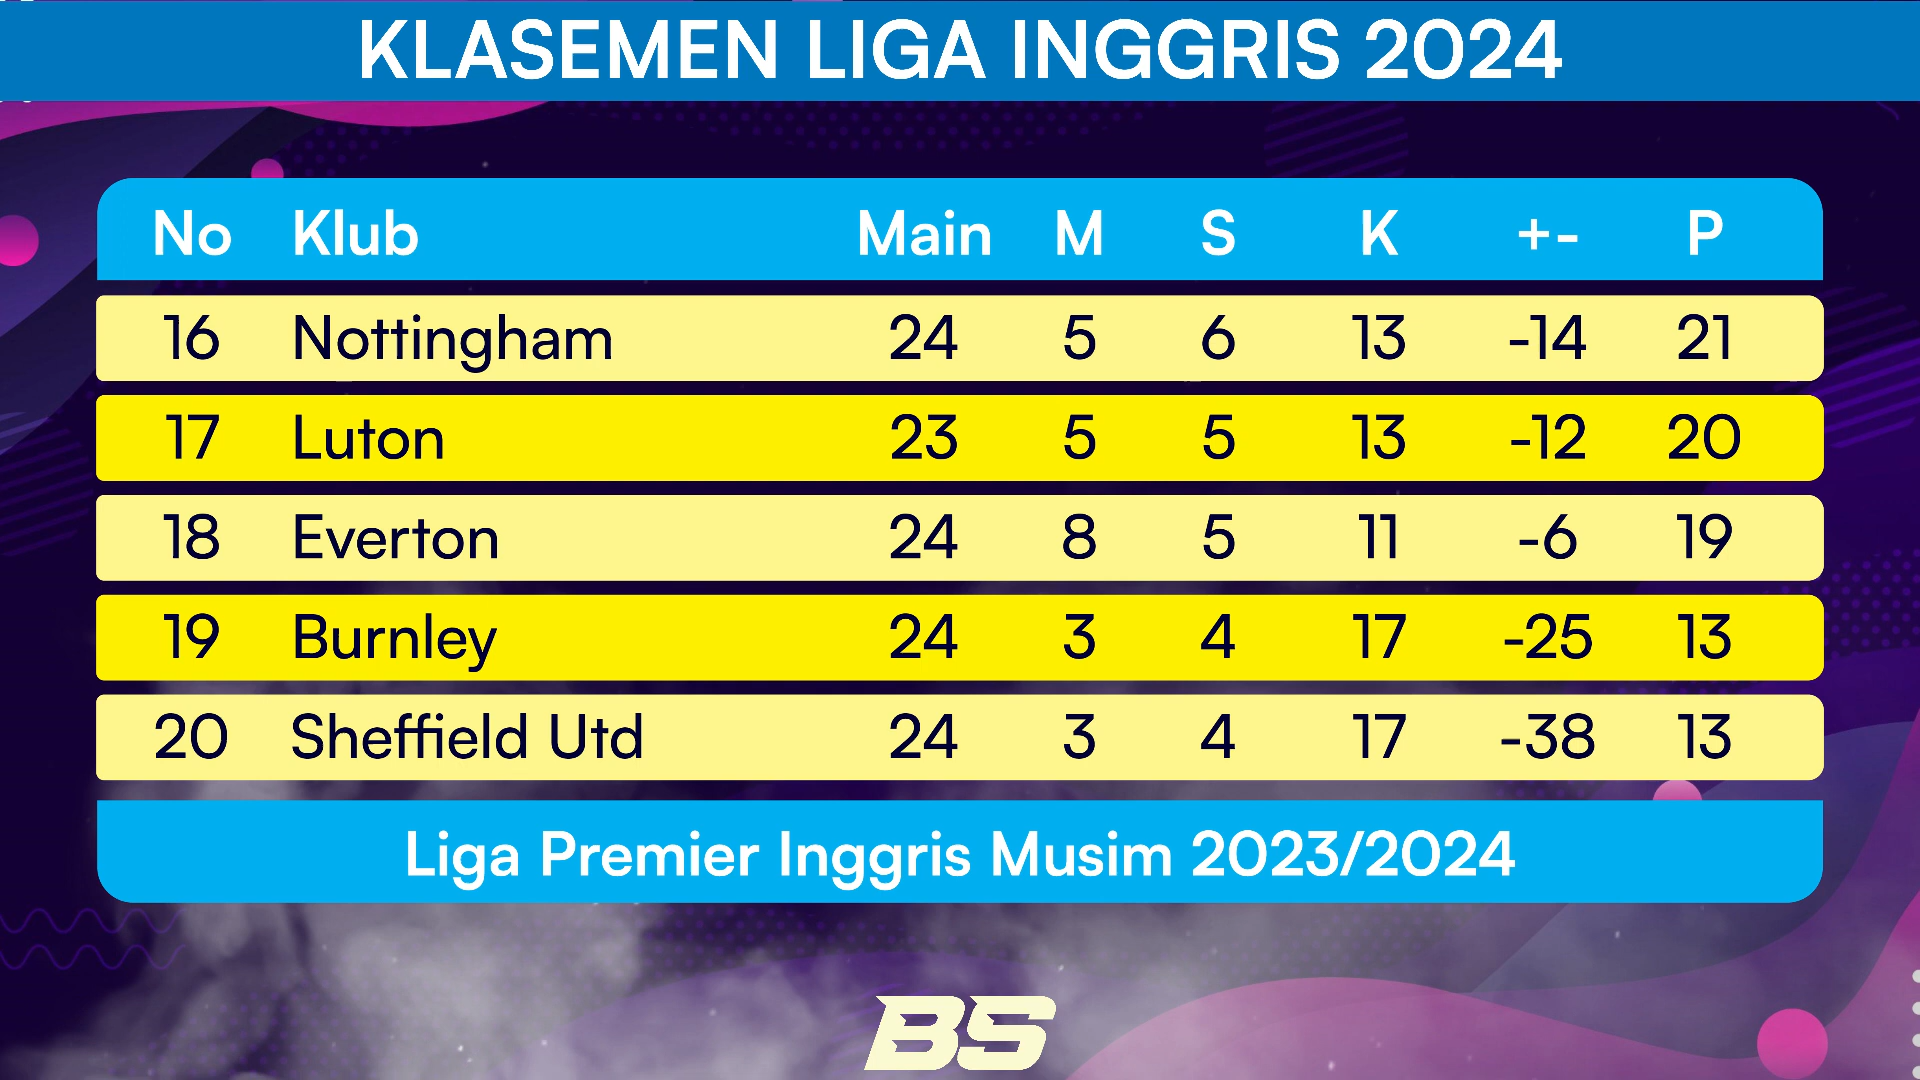 KLASEMEN LIGA INGGRIS 2024
No Klub Main M S K +- P
16 Nottingham 24 5 6 13 -14 21
17 Luton 23 5 5 13 -12 20
18 Everton 24 8 5 11 -6 19
19 Burnley 24 3 4 17 -25 13
20 Sheffield Utd 24 3 4 17 -38 13
Liga Premier Inggris Musim 2023/2024
BS